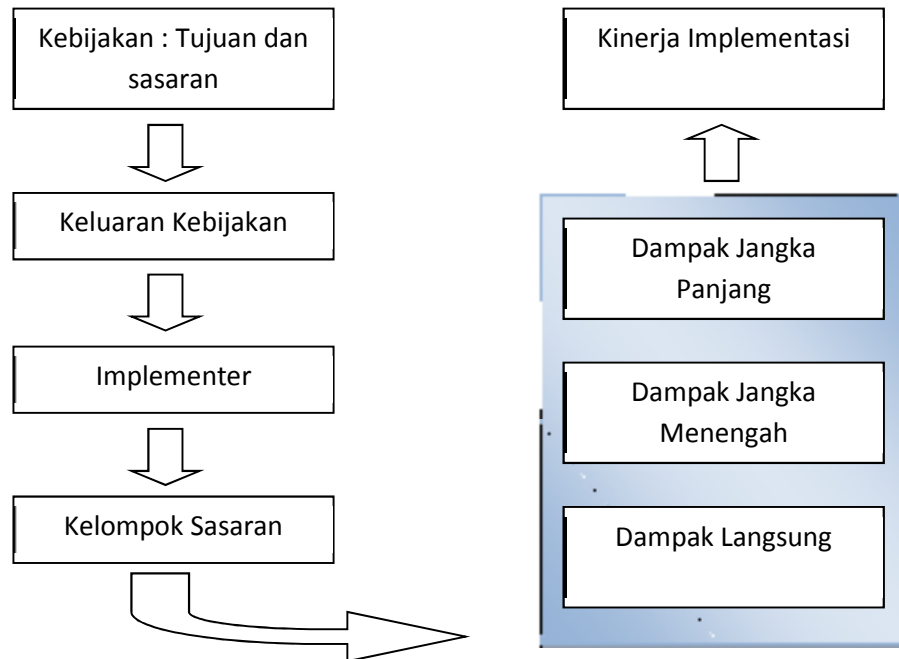 Kebijakan : Tujuan dan
sasaran
Keluaran Kebijakan
Implementer
Kelompok Sasaran
Kinerja Implementasi
Dampak Jangka
Panjang
Dampak Jangka
Menengah
Dampak Langsung